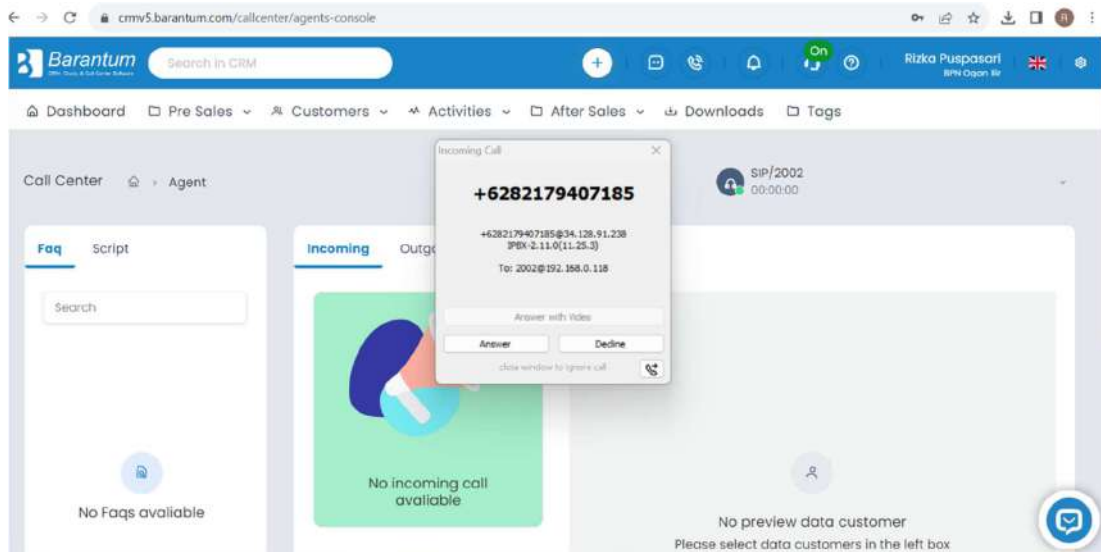 crmv5.barantum.com/callcenter/agents-console
Barantum
Search in CRM
On
Rizka Puspasari
Dashboard
Pre Sales
Customers
Activities
After Sales
Downloads
Tags
Call Center
Agent
SIP/2002
00:00:00
Incoming Call
+6282179407185
+6282179407185@34.128.91.238
IPBX-2.11.0(11.25.3)
To: 2002@192.168.0.118
Answer with Video
Answer
Decline
close window to ignore call
Faq
Script
Search
No Faqs avaliable
Incoming
Outgo
No incoming call
avaliable
No preview data customer
Please select data customers in the left box